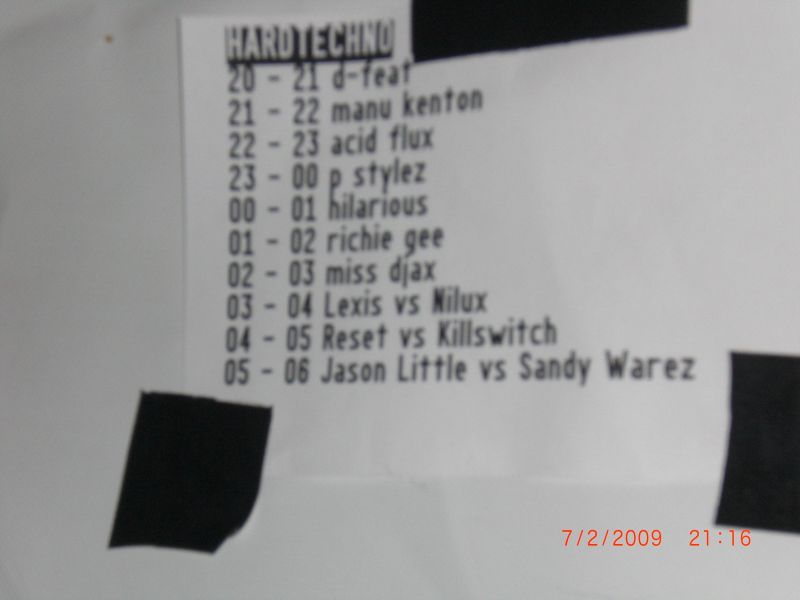 HARDTECHNO
20 - 21 d-feat
21 - 22 manu kenton
22 - 23 acid flux
23 - 00 p stylez
00 - 01 hilarious
01 - 02 richie gee
02 - 03 miss djax
03 - 04 Lexis vs Nilux
04 - 05 Reset vs Killswitch
05 - 06 Jason Little vs Sandy Warez
7/2/2009 21:16